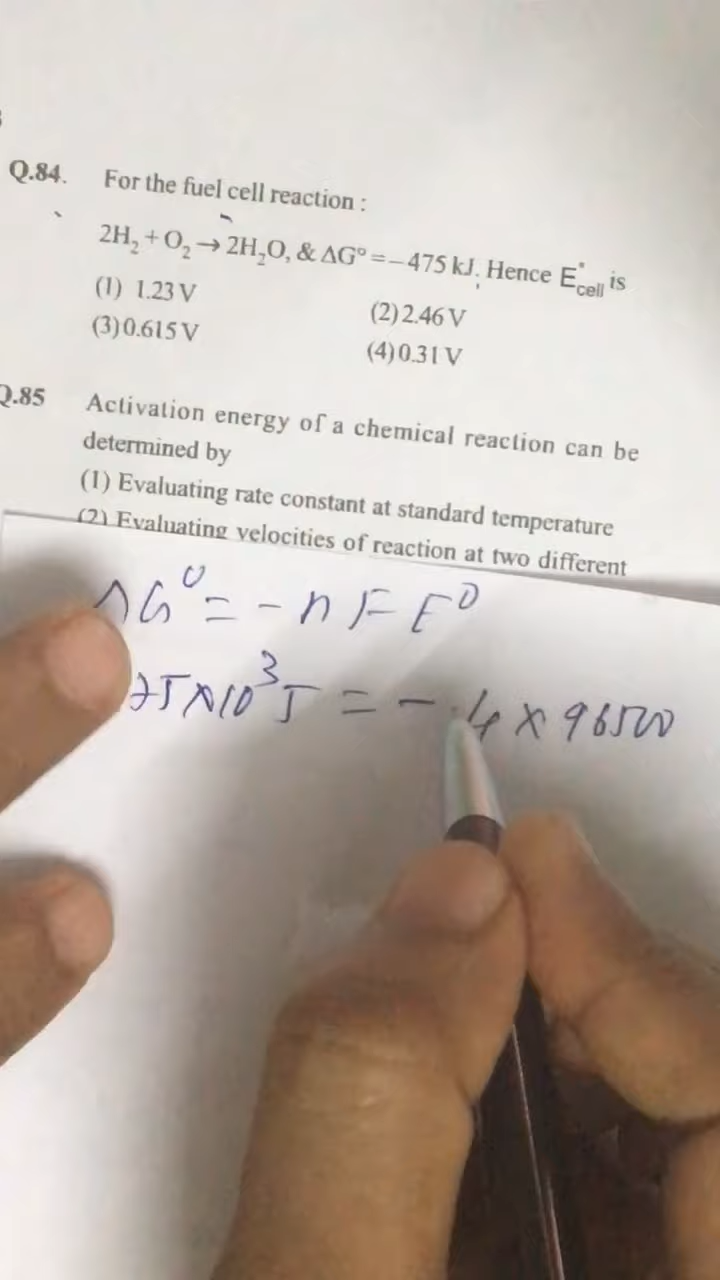 Q.84. For the fuel cell reaction :
2H₂ + O₂ → 2H₂O, & ΔG° = – 475 kJ. Hence E°cell is
(1) 1.23 V (2) 2.46 V
(3) 0.615 V (4) 0.31 V
Q.85 Activation energy of a chemical reaction can be
determined by
(1) Evaluating rate constant at standard temperature
(2) Evaluating velocities of reaction at two different
ΔG⁰ = - n F E⁰
75×10³ J = - 4 × 96500